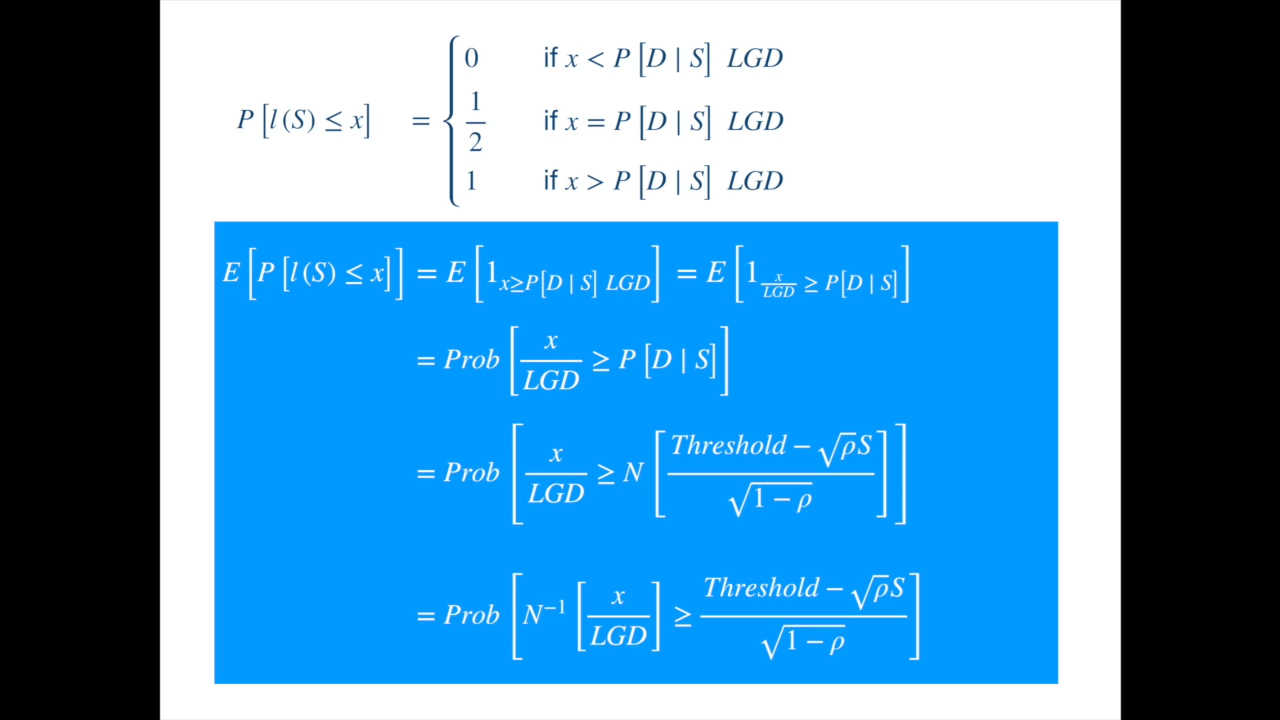 P [l (S) ≤ x] = { 0 if x < P [D | S] LGD
1/2 if x = P [D | S] LGD
1 if x > P [D | S] LGD
E [P [l (S) ≤ x]] = E [1_{x≥P[D | S] LGD}] = E [1_{x/LGD ≥ P[D | S]}]
= Prob [x/LGD ≥ P [D | S]]
= Prob [x/LGD ≥ N [(Threshold − √ρS)/√(1 − ρ)]]
= Prob [N⁻¹ [x/LGD] ≥ (Threshold − √ρS)/√(1 − ρ)]